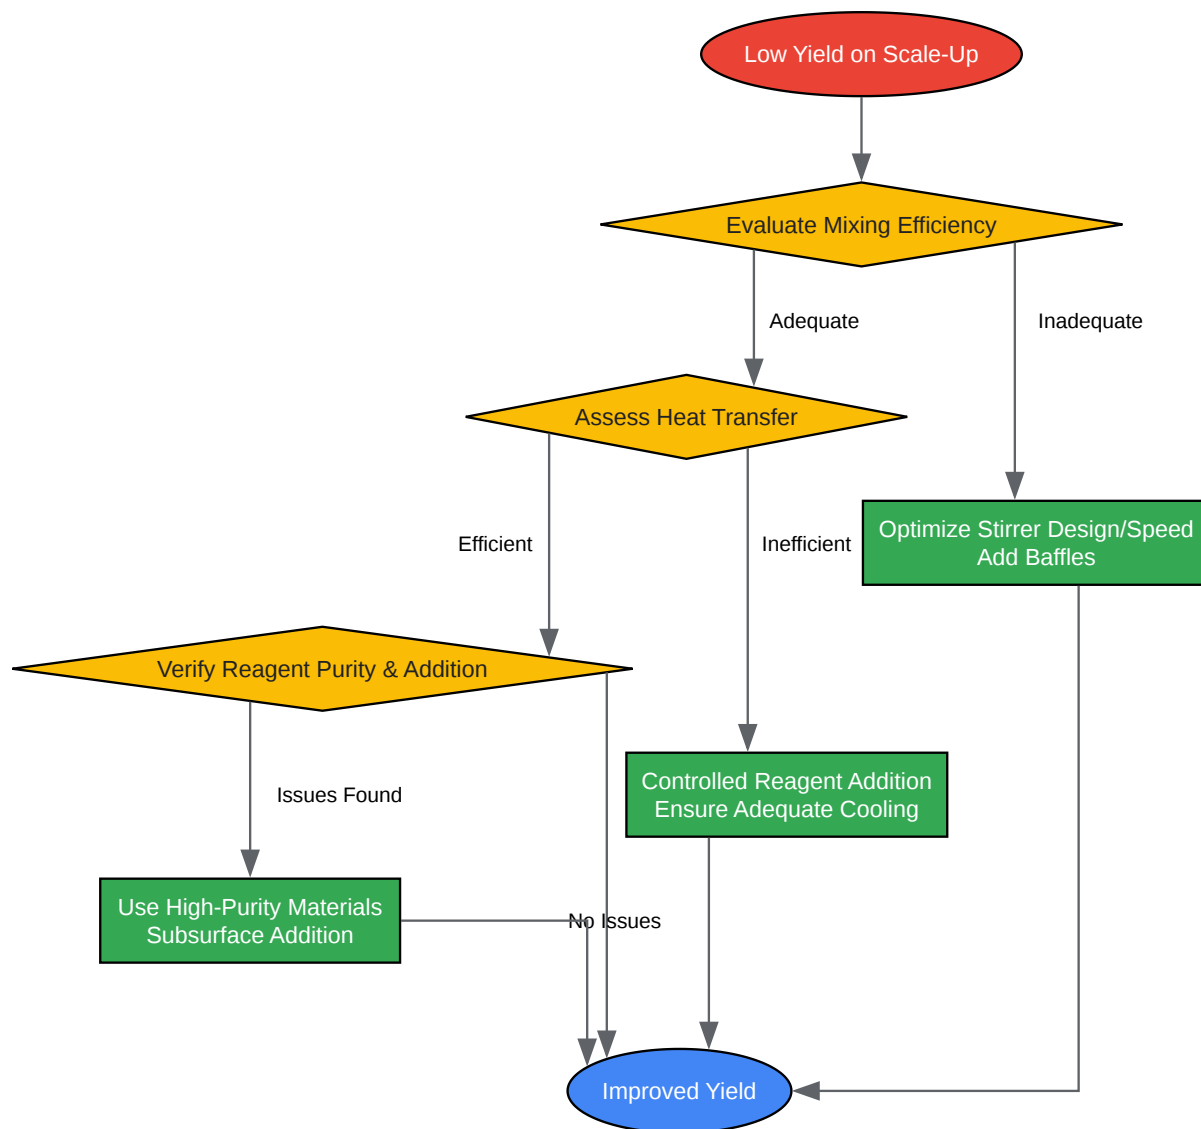 Low Yield on Scale-Up
Evaluate Mixing Efficiency
Adequate
Inadequate
Assess Heat Transfer
Efficient
Inefficient
Optimize Stirrer Design/Speed
Add Baffles
Verify Reagent Purity & Addition
Issues Found
Controlled Reagent Addition
Ensure Adequate Cooling
Use High-Purity Materials
Subsurface Addition
No Issues
Improved Yield